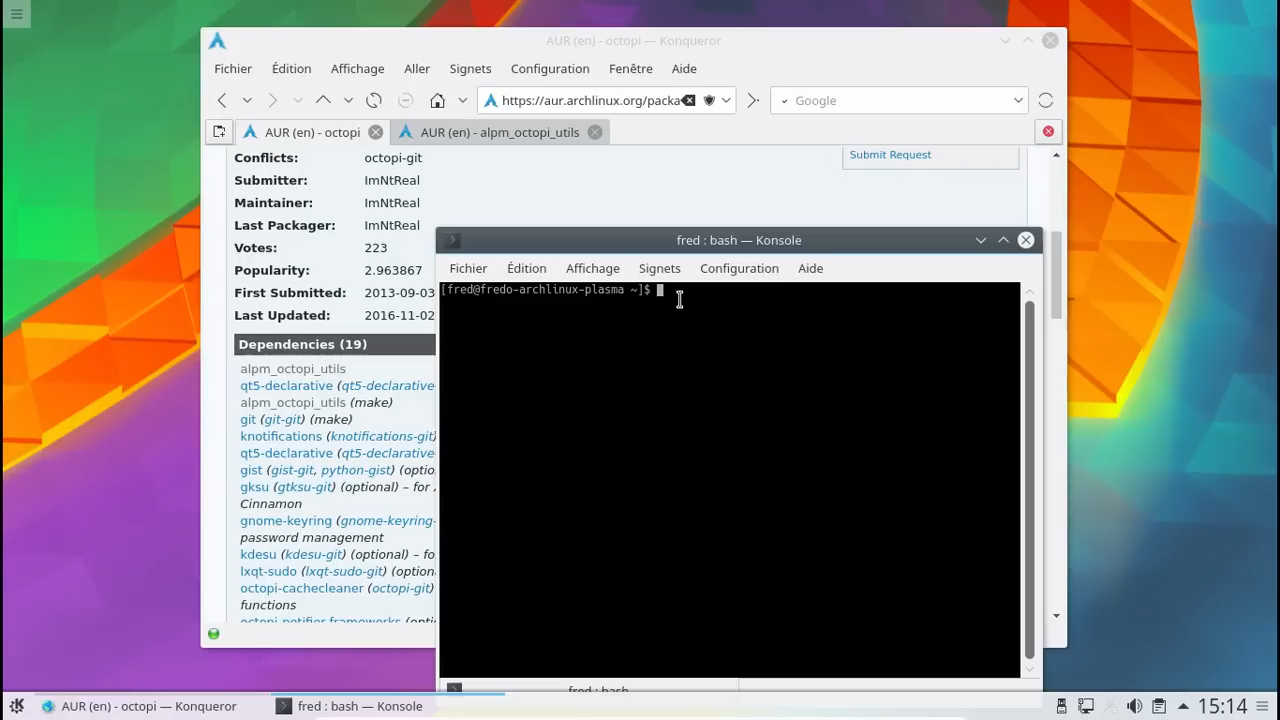 AUR (en) - octopi — Konqueror
Fichier Édition Affichage Aller Signets Configuration Fenêtre Aide
https://aur.archlinux.org/packa Google
AUR (en) - octopi AUR (en) - alpm_octopi_utils
Conflicts: octopi-git
Submit Request
Submitter: ImNtReal
Maintainer: ImNtReal
Last Packager: ImNtReal
Votes: 223
Popularity: 2.963867
First Submitted: 2013-09-03
Last Updated: 2016-11-02
Dependencies (19)
alpm_octopi_utils
qt5-declarative (qt5-declarative-
alpm_octopi_utils (make)
git (git-git) (make)
knotifications (knotifications-git)
qt5-declarative (qt5-declarative-
gist (gist-git, python-gist) (optio
gksu (gtksu-git) (optional) – for
Cinnamon
gnome-keyring (gnome-keyring-
password management
kdesu (kdesu-git) (optional) – fo
lxqt-sudo (lxqt-sudo-git) (option
octopi-cachecleaner (octopi-git)
functions
octopi-notifier-frameworks (opti
fred : bash — Konsole
Fichier Édition Affichage Signets Configuration Aide
[fred@fredo-archlinux-plasma ~]$
fred : bash
AUR (en) - octopi — Konqueror fred : bash — Konsole 15:14